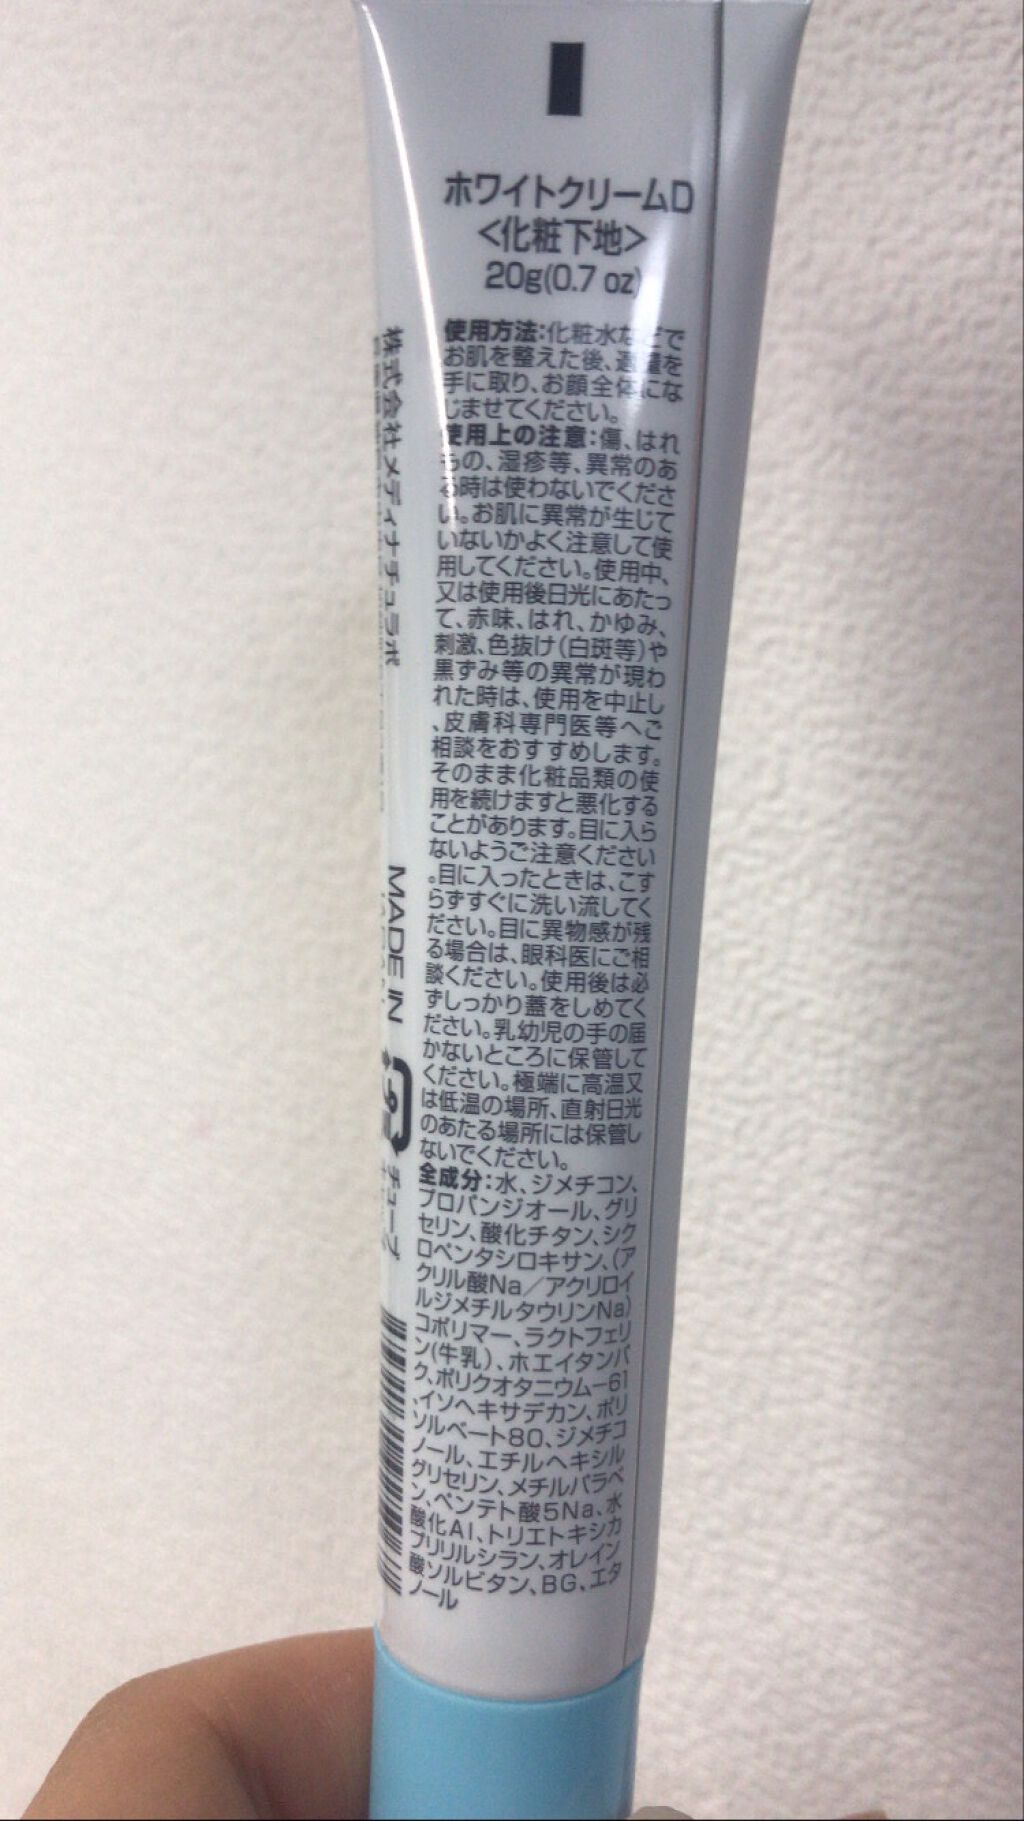 ホワイトクリームD
<化粧下地>
20g(0.7 oz)
使用方法:化粧水などで
お肌を整えた後、適量を
手に取り、お顔全体にな
じませてください。
使用上の注意:傷、はれ
もの、湿疹等、異常のあ
る時は使わないでくださ
い。お肌に異常が生じて
いないかよく注意して使
用してください。使用中、
又は使用後日光にあたっ
て、赤味、はれ、かゆみ、
刺激、色抜け(白斑等)や
黒ずみ等の異常が現わ
れた時は、使用を中止し
、皮膚科専門医等へご
相談をおすすめします。
そのまま化粧品類の使
用を続けますと悪化する
ことがあります。目に入ら
ないようご注意ください
。目に入ったときは、こす
らずすぐに洗い流してく
ださい。目に異物感が残
る場合は、眼科医にご相
談ください。使用後は必
ずしっかり蓋をしめてく
ださい。乳幼児の手の届
かないところに保管して
ください。極端に高温又
は低温の場所、直射日光
のあたる場所には保管し
ないでください。
全成分:水、ジメチコン、
プロパンジオール、グリ
セリン、酸化チタン、シク
ロペンタシロキサン、(ア
クリル酸Na/アクリロイ
ルジメチルタウリンNa)
コポリマー、ラクトフェリ
ン(牛乳)、ホエイタンパ
ク、ポリクオタニウム-61
、イソヘキサデカン、ポリ
ソルベート80、ジメチコ
ノール、エチルヘキシル
グリセリン、メチルパラベ
ン、ペンテト酸5Na、水
酸化Al、トリエトキシカ
プリリルシラン、オレイン
酸ソルビタン、BG、エタ
ノール
株式会社メディナチュラボ
MADE IN
チューブ